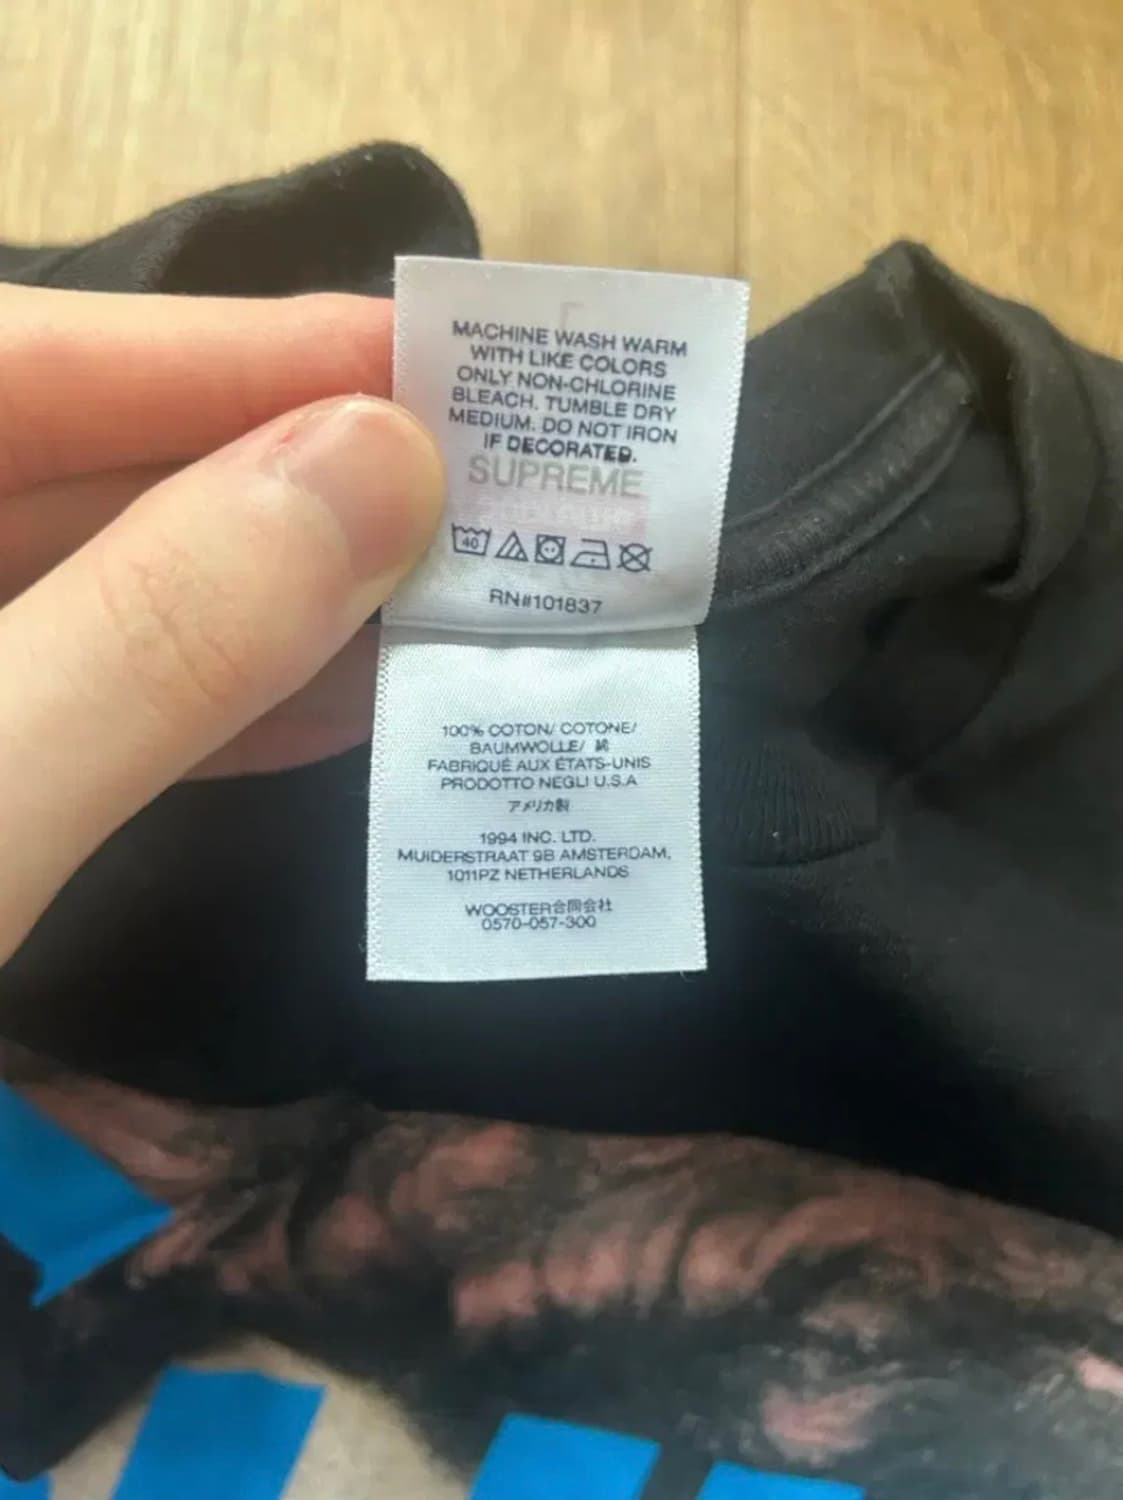 MACHINE WASH WARM
WITH LIKE COLORS
ONLY NON-CHLORINE
BLEACH. TUMBLE DRY
MEDIUM. DO NOT IRON
IF DECORATED.
SUPREME
40
RN#101837
100% COTON/ COTONE/
BAUMWOLLE/ 綿
FABRIQUÉ AUX ÉTATS-UNIS
PRODOTTO NEGLI U.S.A
アメリカ製
1994 INC. LTD.
MUIDERSTRAAT 9B AMSTERDAM,
1011PZ NETHERLANDS
WOOSTER合同会社
0570-057-300